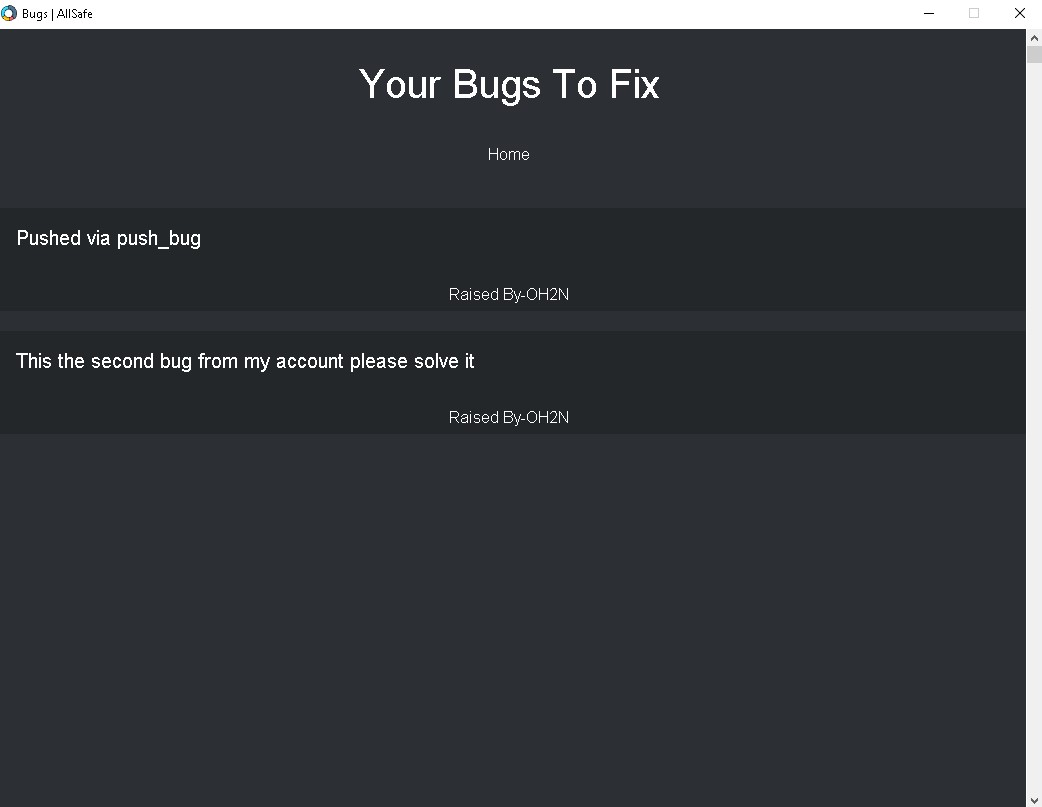 Bugs | AllSafe
Your Bugs To Fix
Home
Pushed via push_bug
Raised By-OH2N
This the second bug from my account please solve it
Raised By-OH2N